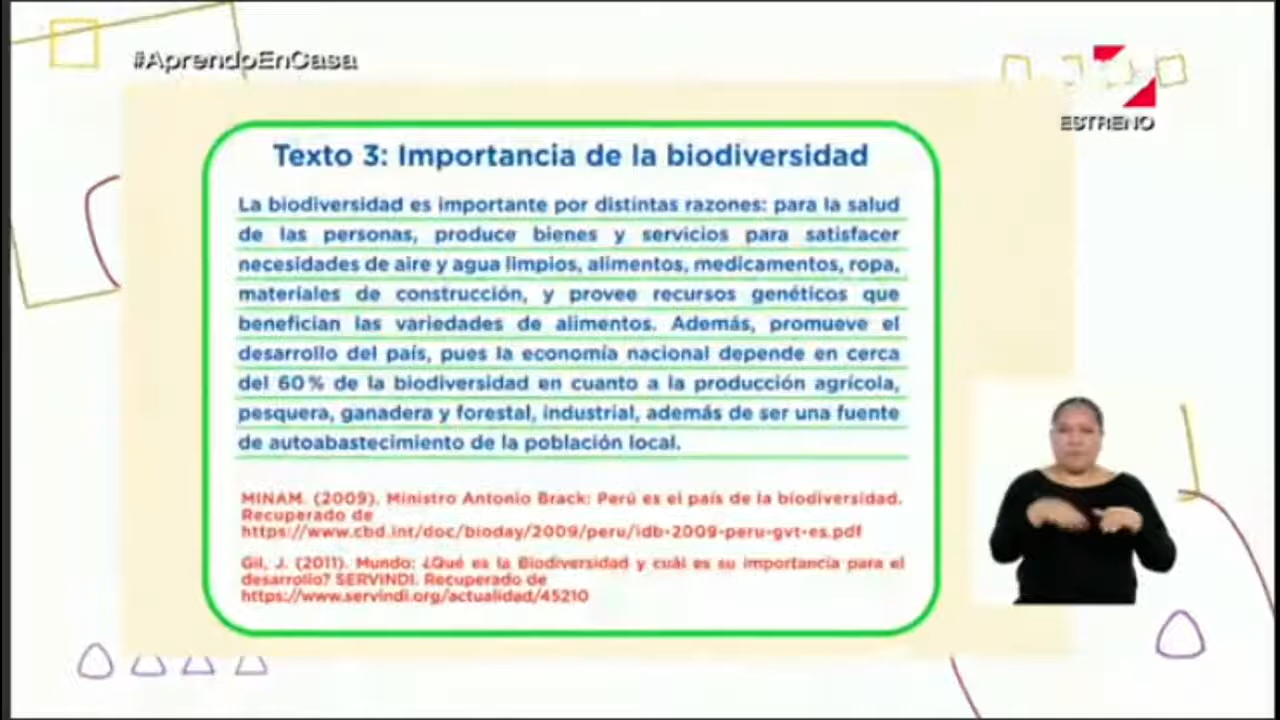 #AprendoEnCasa
ESTRENO
Texto 3: Importancia de la biodiversidad
La biodiversidad es importante por distintas razones: para la salud
de las personas, produce bienes y servicios para satisfacer
necesidades de aire y agua limpios, alimentos, medicamentos, ropa,
materiales de construcción, y provee recursos genéticos que
benefician las variedades de alimentos. Además, promueve el
desarrollo del país, pues la economía nacional depende en cerca
del 60% de la biodiversidad en cuanto a la producción agrícola,
pesquera, ganadera y forestal, industrial, además de ser una fuente
de autoabastecimiento de la población local.
MINAM. (2009). Ministro Antonio Brack: Perú es el país de la biodiversidad.
Recuperado de
https://www.cbd.int/doc/bioday/2009/peru/idb-2009-peru-gvt-es.pdf
Gil, J. (2011). Mundo: ¿Qué es la Biodiversidad y cuál es su importancia para el
desarrollo? SERVINDI. Recuperado de
https://www.servindi.org/actualidad/45210